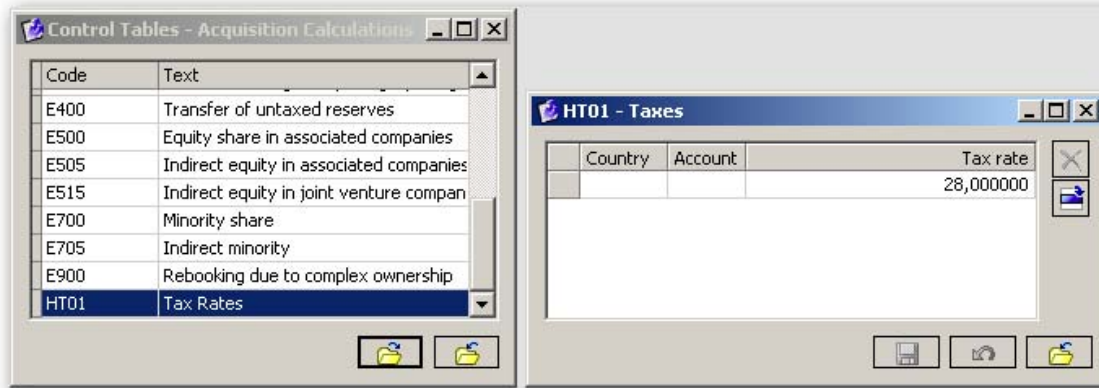 Control Tables - Acquisition Calculations
Code Text
E400 Transfer of untaxed reserves
E500 Equity share in associated companies
E505 Indirect equity in associated companies
E515 Indirect equity in joint venture compan
E700 Minority share
E705 Indirect minority
E900 Rebooking due to complex ownership
HT01 Tax Rates
HT01 - Taxes
Country Account Tax rate
28,000000